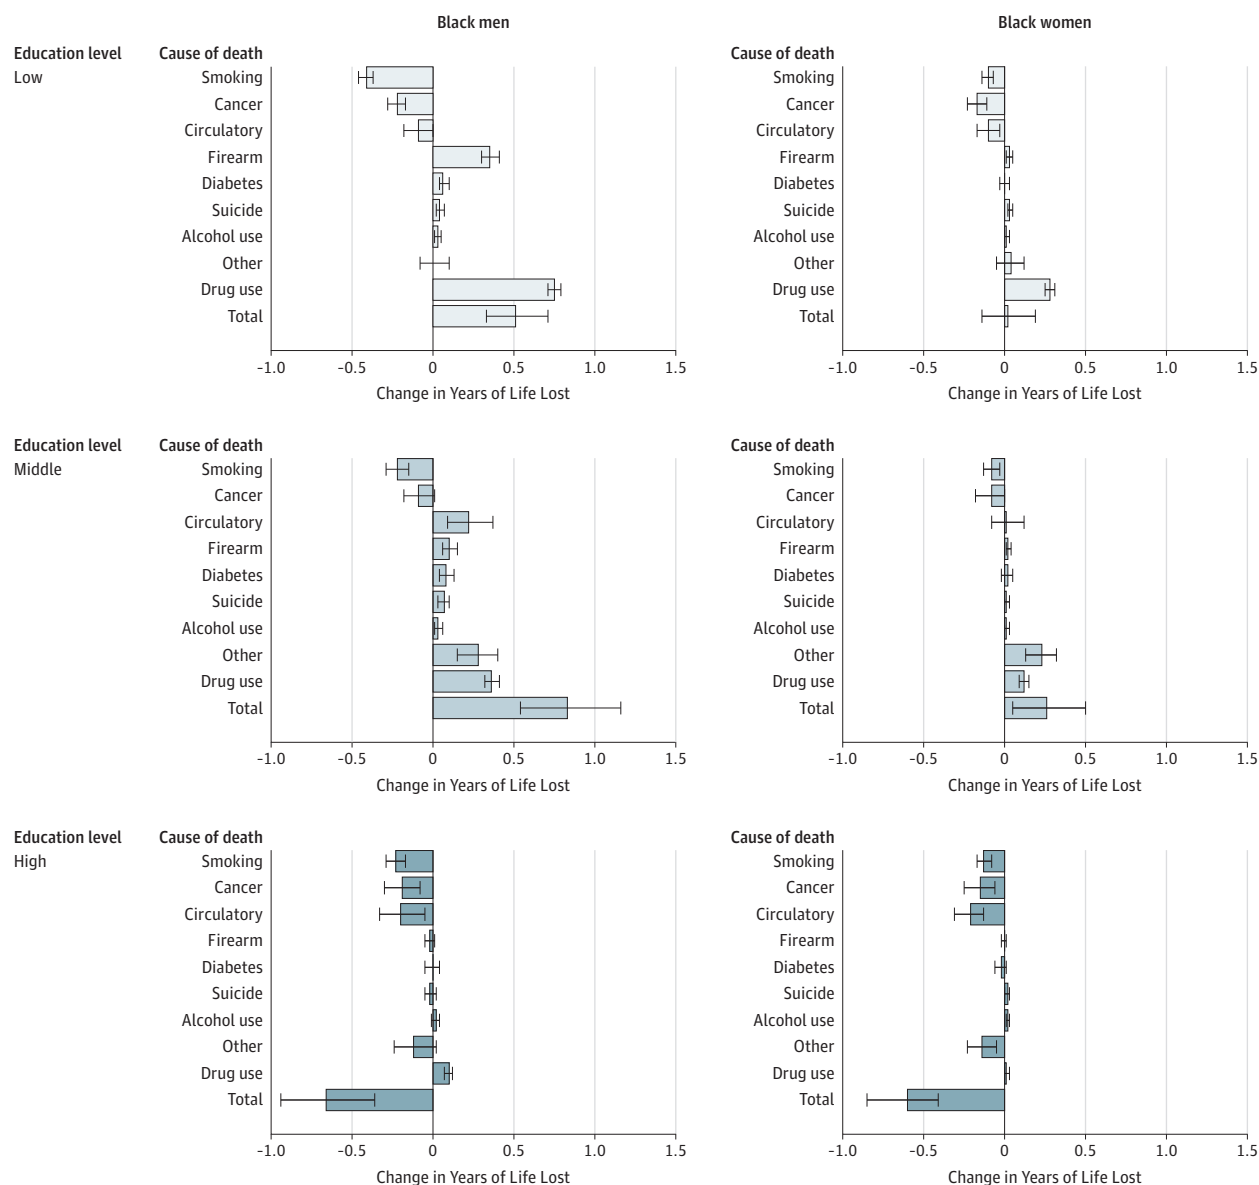 Black men
Black women
Education level Cause of death Cause of death
Low Smoking Smoking
Cancer Cancer
Circulatory Circulatory
Firearm Firearm
Diabetes Diabetes
Suicide Suicide
Alcohol use Alcohol use
Other Other
Drug use Drug use
Total Total
-1.0 -0.5 0 0.5 1.0 1.5 -1.0 -0.5 0 0.5 1.0 1.5
Change in Years of Life Lost Change in Years of Life Lost
Education level Cause of death Cause of death
Middle Smoking Smoking
Cancer Cancer
Circulatory Circulatory
Firearm Firearm
Diabetes Diabetes
Suicide Suicide
Alcohol use Alcohol use
Other Other
Drug use Drug use
Total Total
-1.0 -0.5 0 0.5 1.0 1.5 -1.0 -0.5 0 0.5 1.0 1.5
Change in Years of Life Lost Change in Years of Life Lost
Education level Cause of death Cause of death
High Smoking Smoking
Cancer Cancer
Circulatory Circulatory
Firearm Firearm
Diabetes Diabetes
Suicide Suicide
Alcohol use Alcohol use
Other Other
Drug use Drug use
Total Total
-1.0 -0.5 0 0.5 1.0 1.5 -1.0 -0.5 0 0.5 1.0 1.5
Change in Years of Life Lost Change in Years of Life Lost